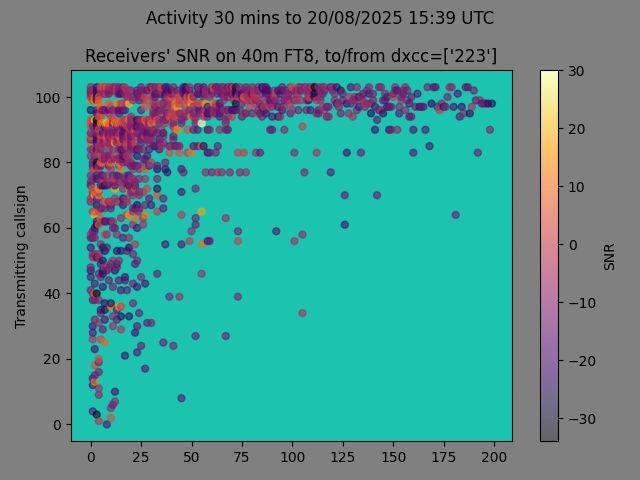 Activity 30 mins to 20/08/2025 15:39 UTC
Receivers' SNR on 40m FT8, to/from dxcc=['223']
Transmitting callsign
100
80
60
40
20
0
0 25 50 75 100 125 150 175 200
30
20
10
0
−10
−20
−30
SNR